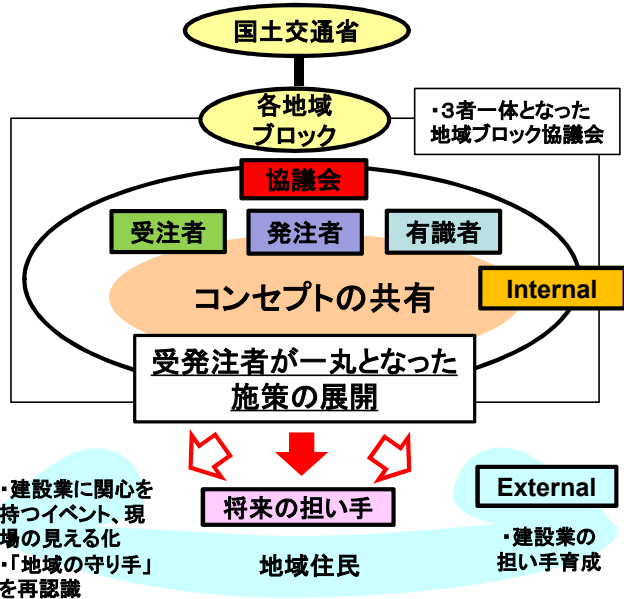 国土交通省
各地域
ブロック
・３者一体となった
地域ブロック協議会
協議会
受注者
発注者
有識者
コンセプトの共有
Internal
受発注者が一丸となった
施策の展開
・建設業に関心を
持つイベント、現
場の見える化
・「地域の守り手」
を再認識
将来の担い手
地域住民
External
・建設業の
担い手育成